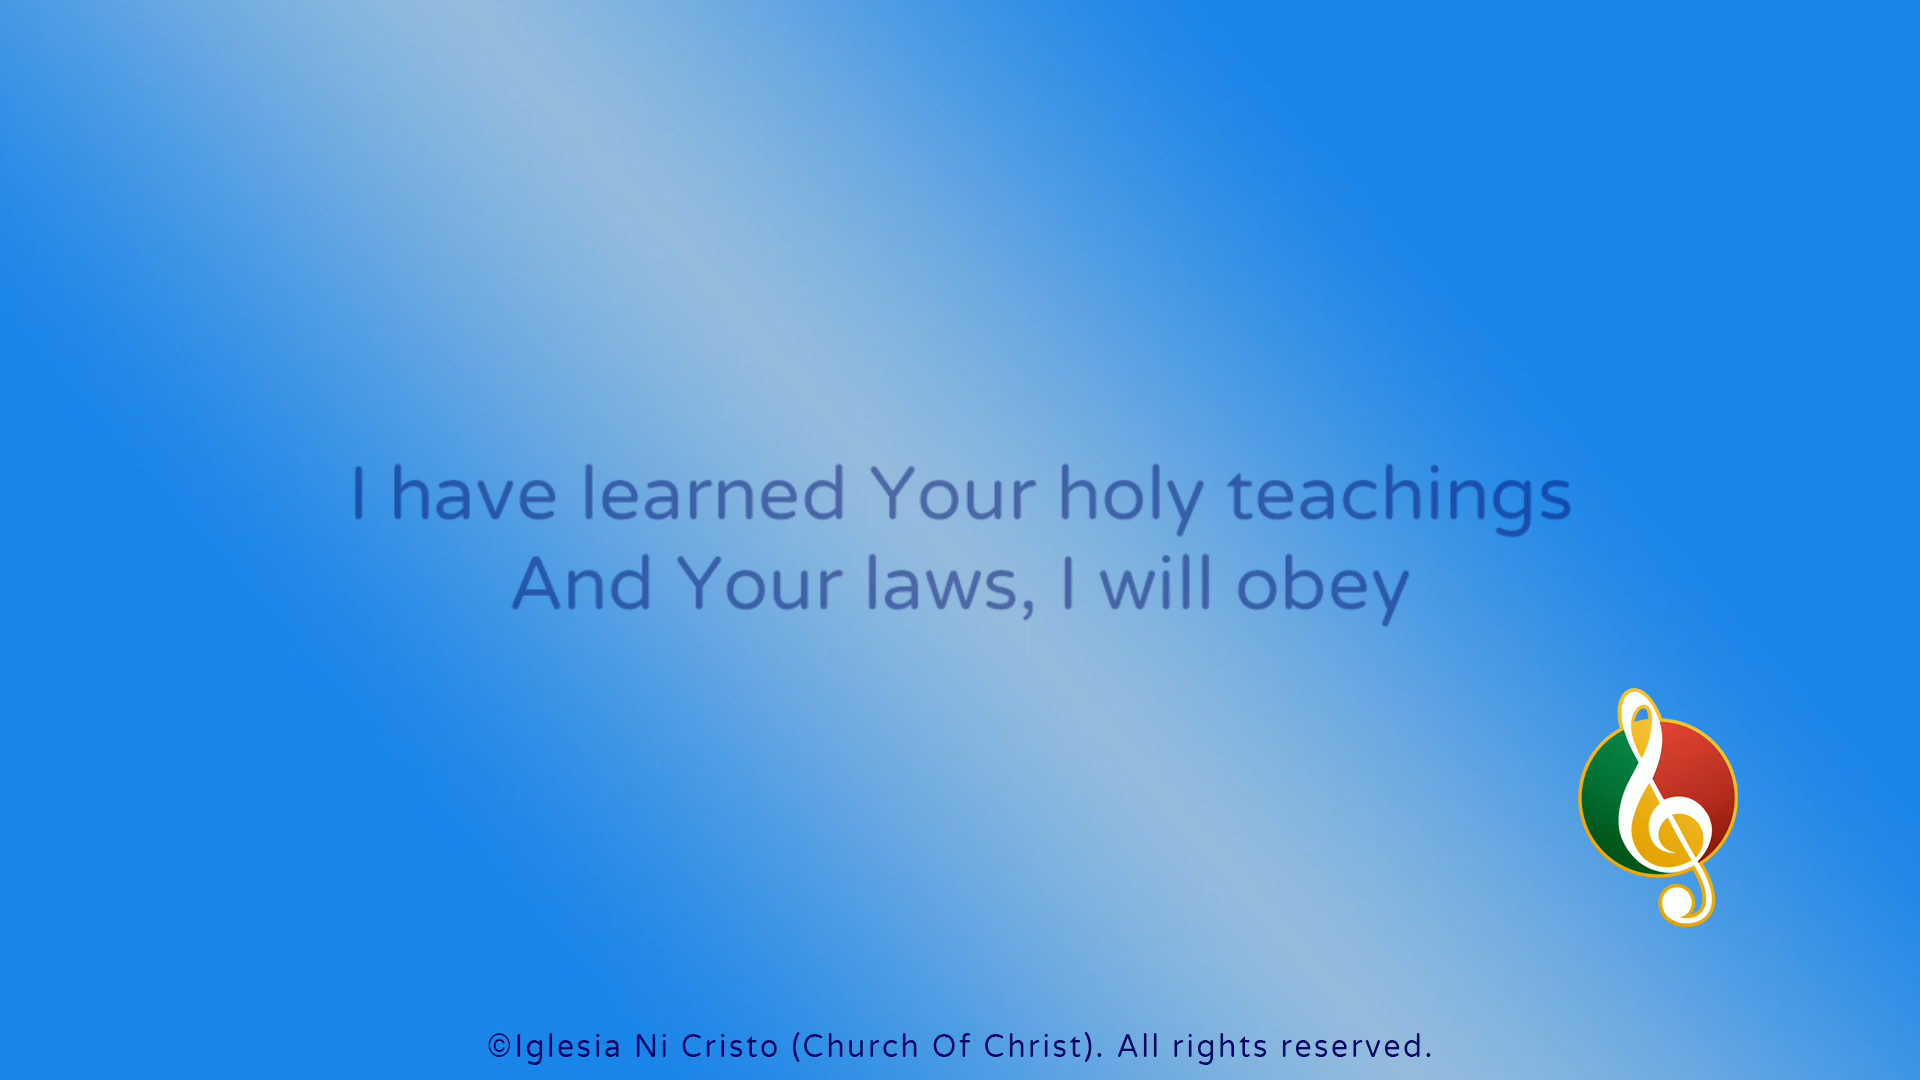 I have learned Your holy teachings
And Your laws, I will obey
©Iglesia Ni Cristo (Church Of Christ). All rights reserved.